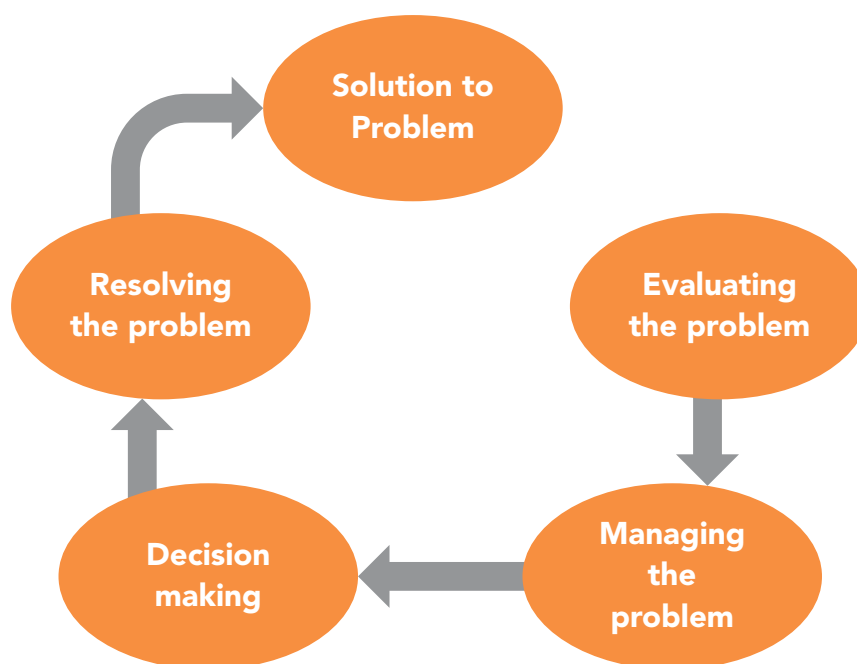 Solution to
Problem
Evaluating
the problem
Managing
the
problem
Decision
making
Resolving
the problem